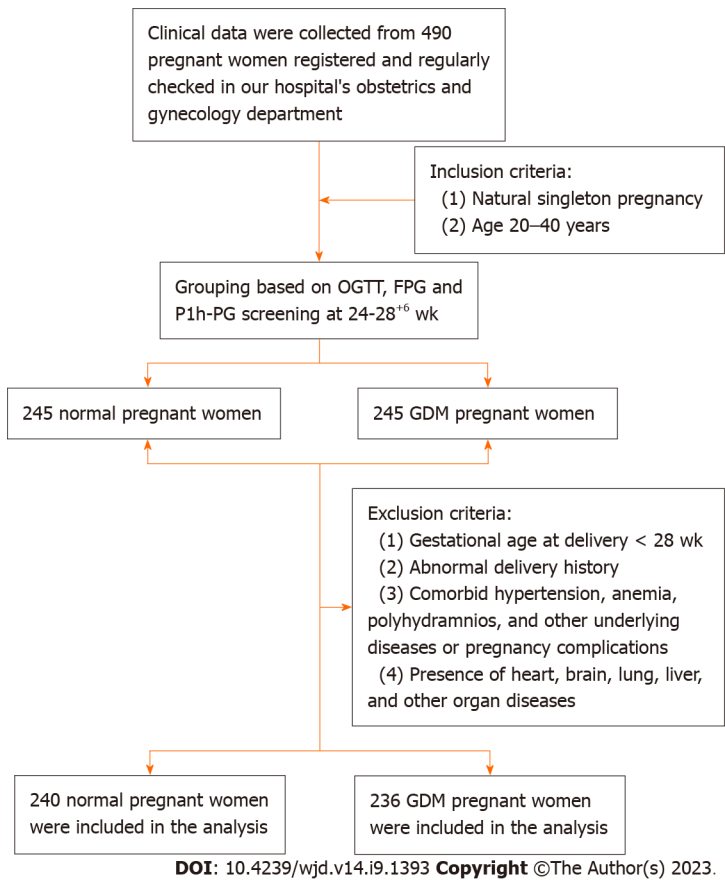 Clinical data were collected from 490
pregnant women registered and regularly
checked in our hospital's obstetrics and
gynecology department
Inclusion criteria:
(1) Natural singleton pregnancy
(2) Age 20–40 years
Grouping based on OGTT, FPG and
P1h-PG screening at 24-28⁺⁶ wk
245 normal pregnant women
245 GDM pregnant women
Exclusion criteria:
(1) Gestational age at delivery < 28 wk
(2) Abnormal delivery history
(3) Comorbid hypertension, anemia,
polyhydramnios, and other underlying
diseases or pregnancy complications
(4) Presence of heart, brain, lung, liver,
and other organ diseases
240 normal pregnant women
were included in the analysis
236 GDM pregnant women
were included in the analysis
DOI: 10.4239/wjd.v14.i9.1393 Copyright ©The Author(s) 2023.